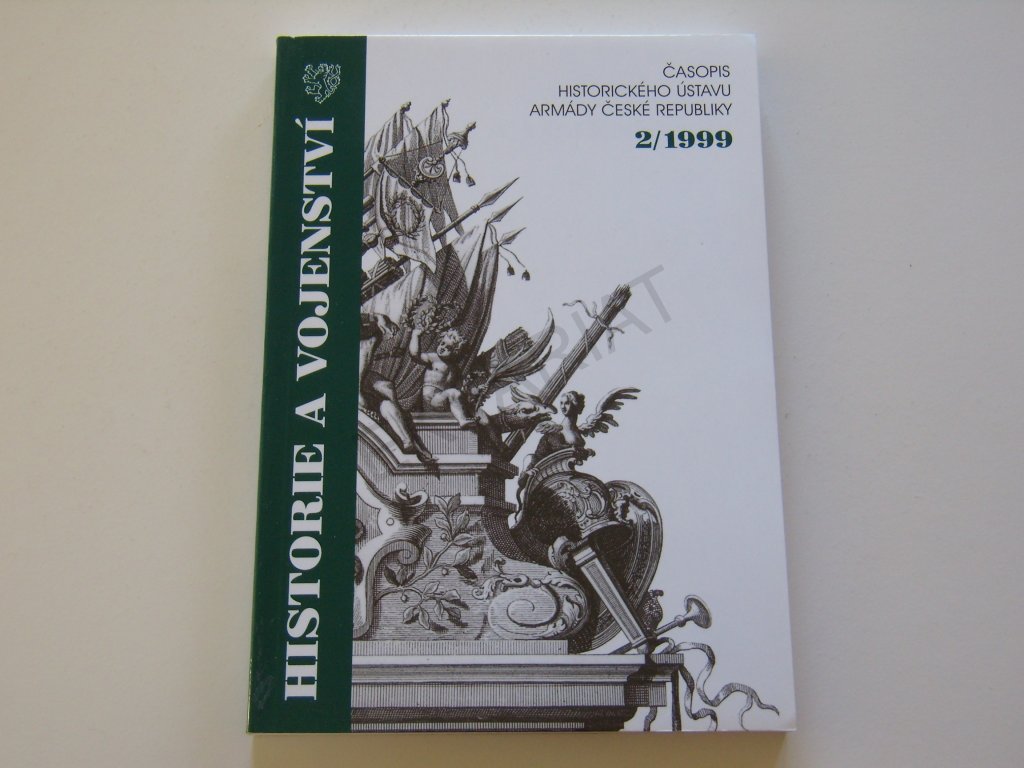 HISTORIE A VOJENSTVÍ
ČASOPIS
HISTORICKÉHO ÚSTAVU
ARMÁDY ČESKÉ REPUBLIKY
2/1999